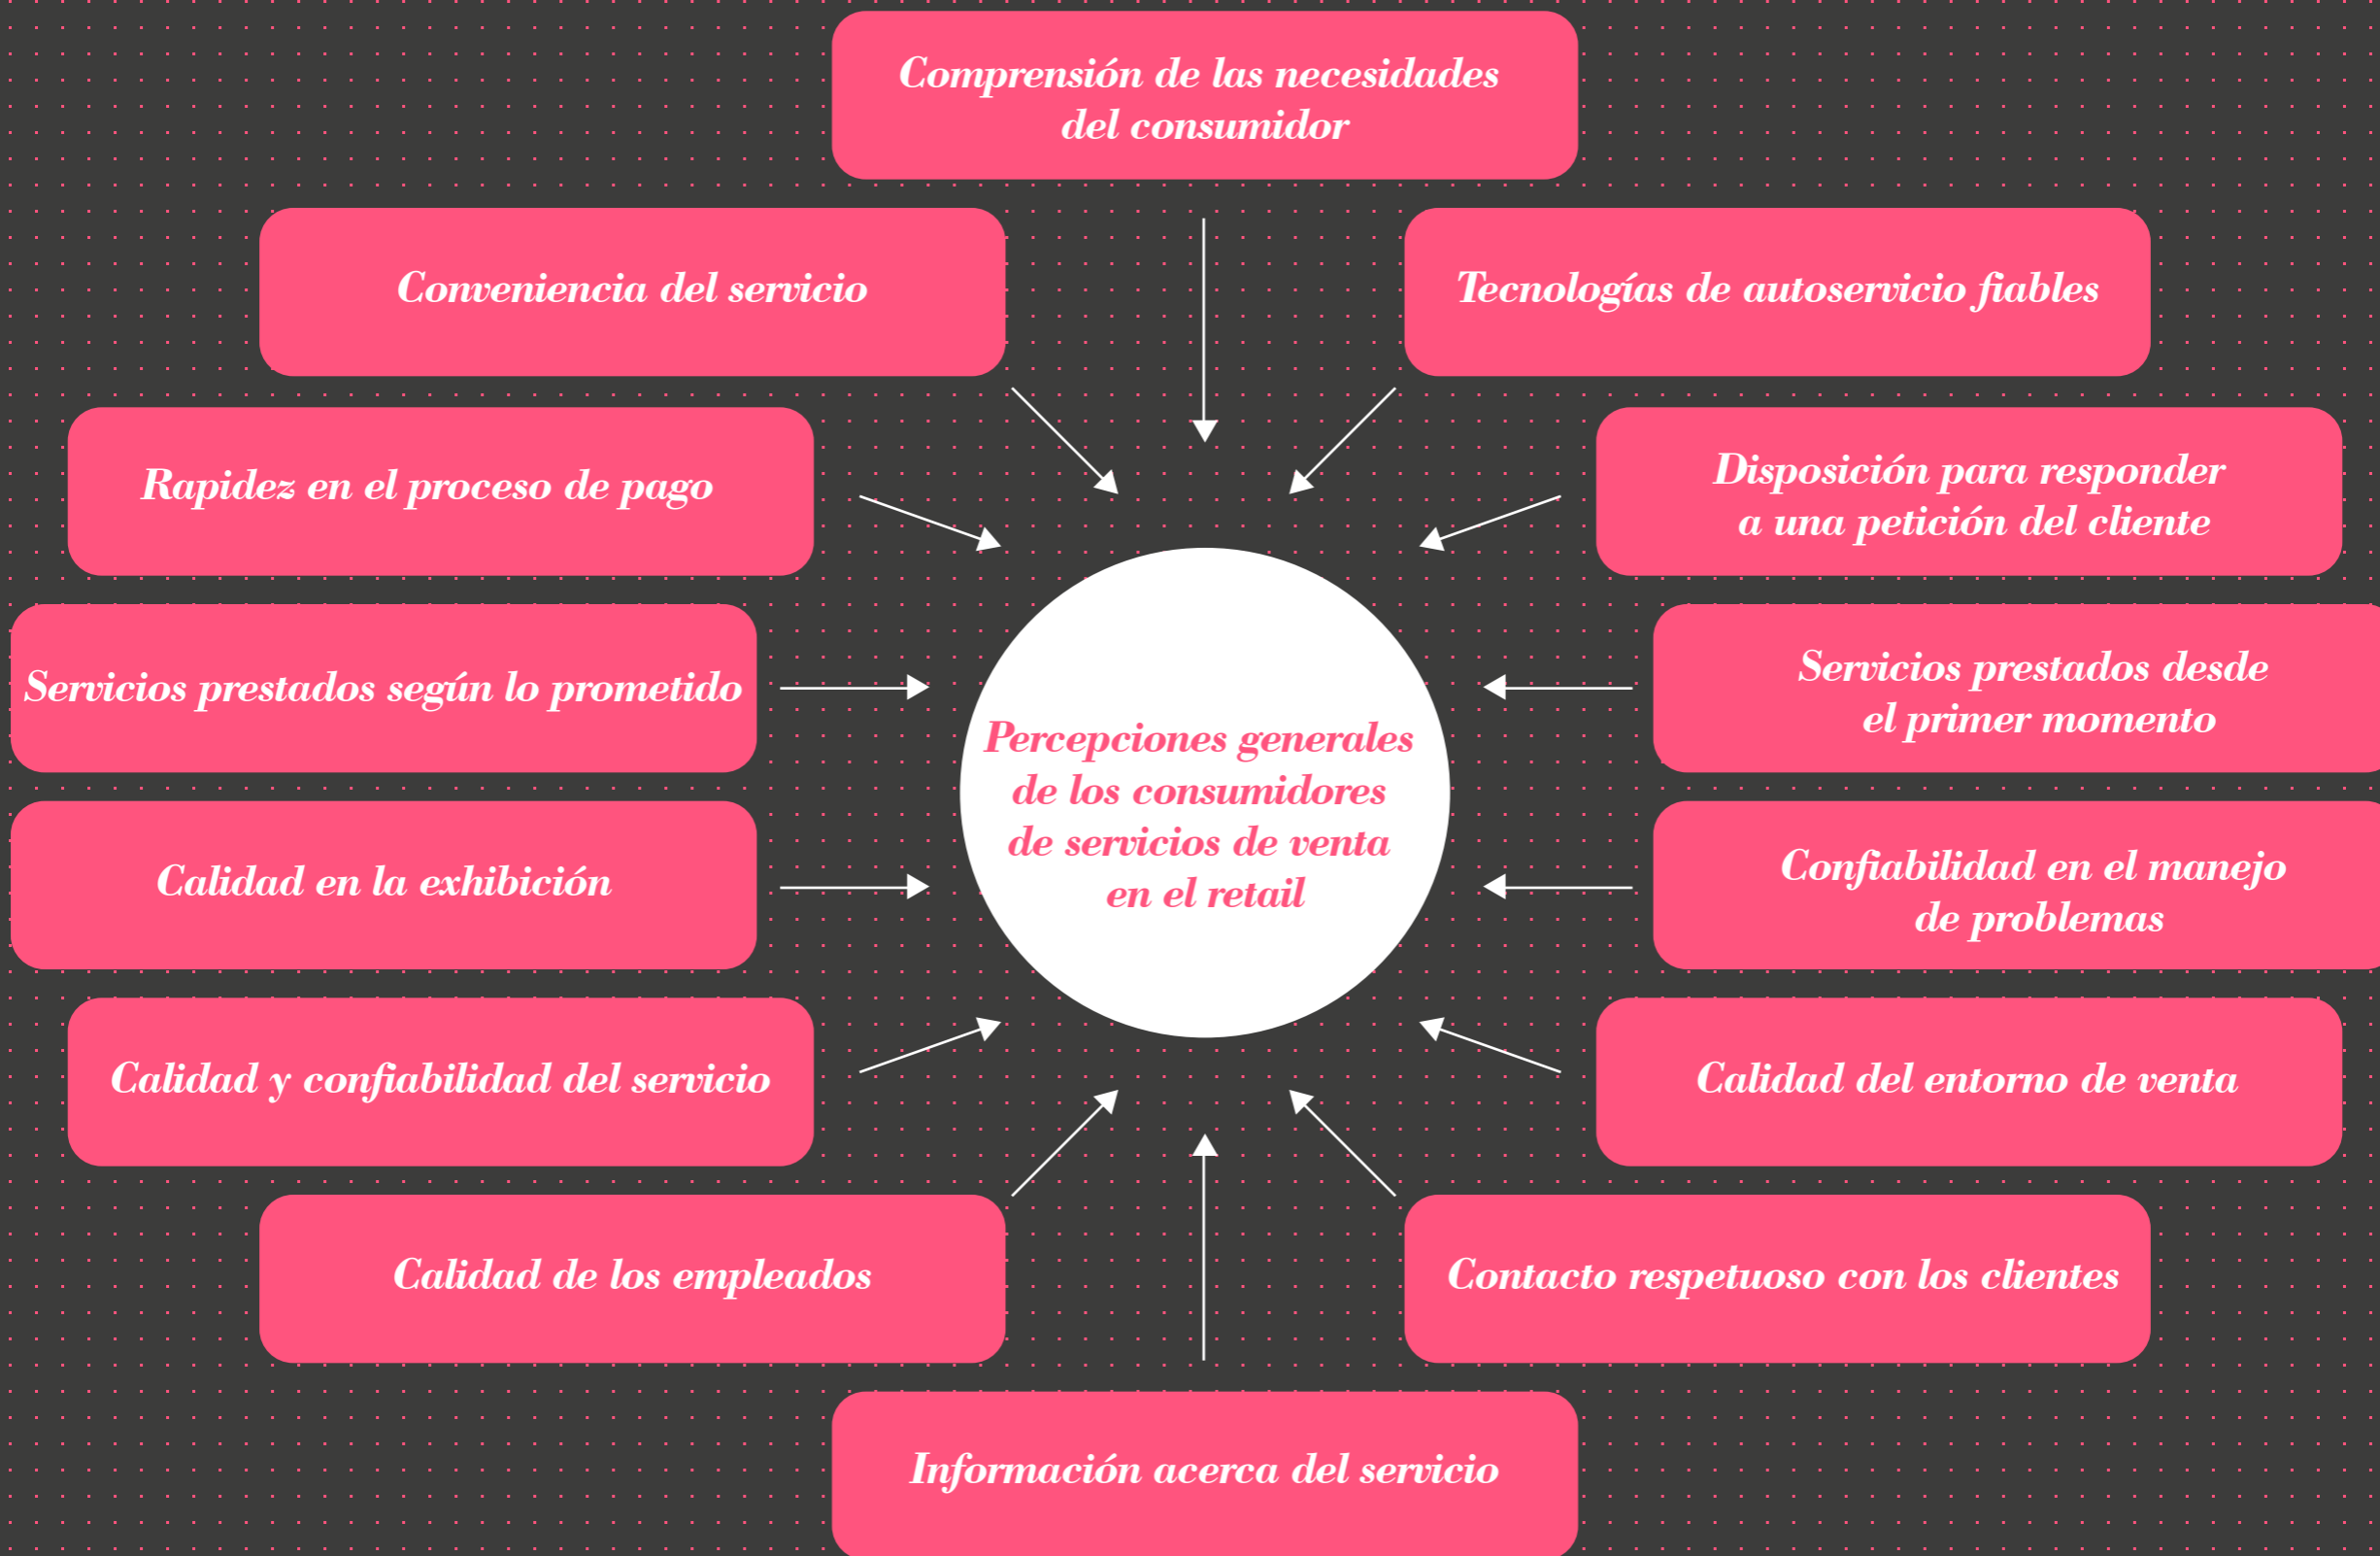 Comprensión de las necesidades
del consumidor
Conveniencia del servicio
Tecnologías de autoservicio fiables
Rapidez en el proceso de pago
Disposición para responder
a una petición del cliente
Servicios prestados según lo prometido
Servicios prestados desde
el primer momento
Percepciones generales
de los consumidores
de servicios de venta
en el retail
Calidad en la exhibición
Confiabilidad en el manejo
de problemas
Calidad y confiabilidad del servicio
Calidad del entorno de venta
Calidad de los empleados
Contacto respetuoso con los clientes
Información acerca del servicio